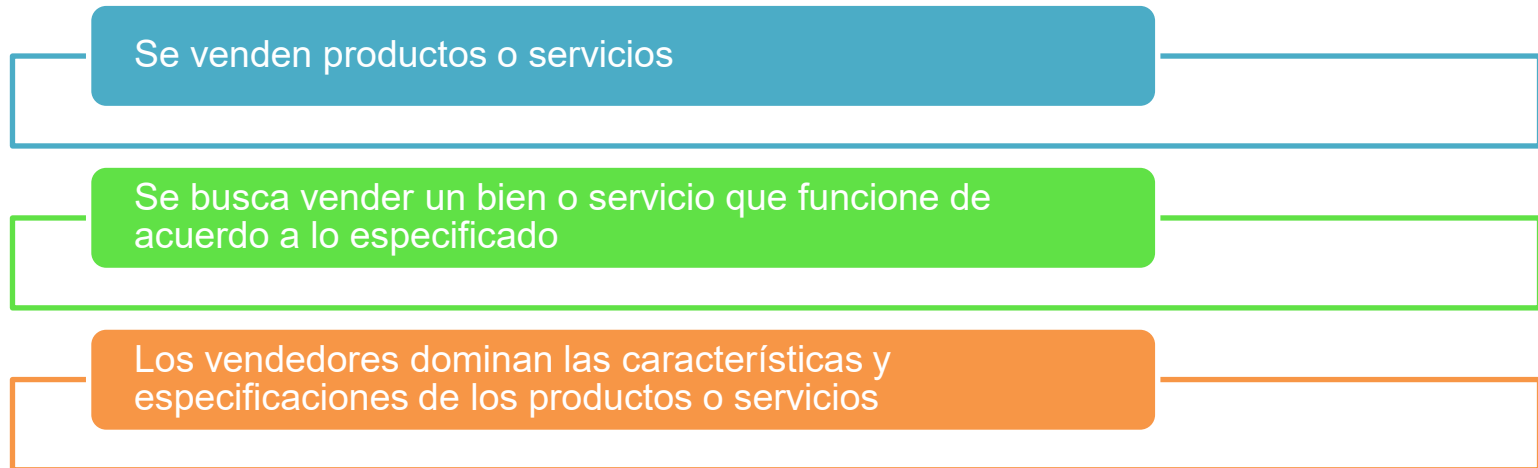 Se venden productos o servicios
Se busca vender un bien o servicio que funcione de
acuerdo a lo especificado
Los vendedores dominan las características y
especificaciones de los productos o servicios